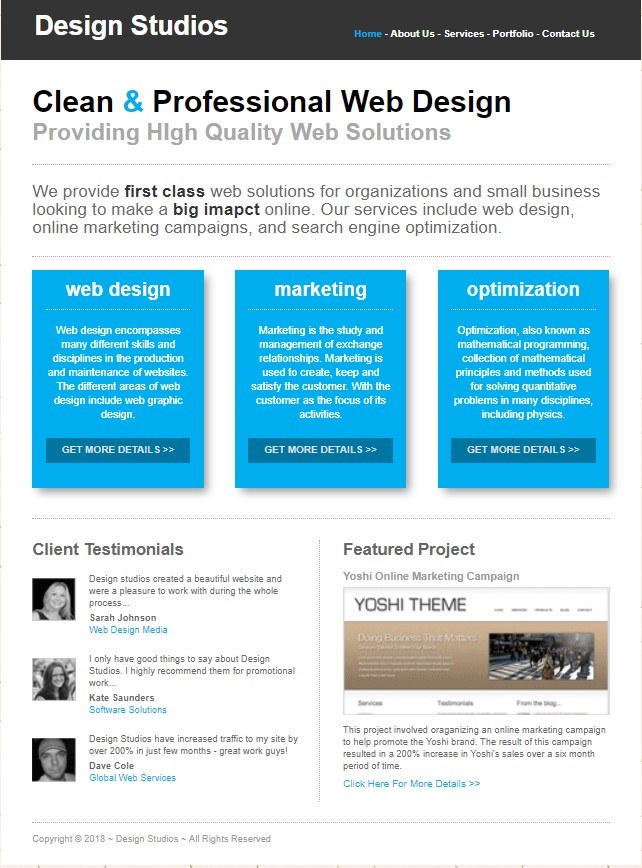 Design Studios
Home - About Us - Services - Portfolio - Contact Us
Clean & Professional Web Design
Providing HIgh Quality Web Solutions
We provide first class web solutions for organizations and small business
looking to make a big imapct online. Our services include web design,
online marketing campaigns, and search engine optimization.
web design
Web design encompasses
many different skills and
disciplines in the production
and maintenance of websites.
The different areas of web
design include web graphic
design.
GET MORE DETAILS >>
marketing
Marketing is the study and
management of exchange
relationships. Marketing is
used to create, keep and
satisfy the customer. With the
customer as the focus of its
activities.
GET MORE DETAILS >>
optimization
Optimization, also known as
mathematical programming,
collection of mathematical
principles and methods used
for solving quantitative
problems in many disciplines,
including physics.
GET MORE DETAILS >>
Client Testimonials
Design studios created a beautiful website and
were a pleasure to work with during the whole
process...
Sarah Johnson
Web Design Media
I only have good things to say about Design
Studios. I highly recommend them for promotional
work...
Kate Saunders
Software Solutions
Design Studios have increased traffic to my site by
over 200% in just few months - great work guys!
Dave Cole
Global Web Services
Featured Project
Yoshi Online Marketing Campaign
YOSHI THEME
HOME SERVICES PRODUCTS BLOG CONTACT
Doing Business That Matters
Services Testimonials From the blog...
This project involved oraganizing an online marketing campaign
to help promote the Yoshi brand. The result of this campaign
resulted in a 200% increase in Yoshi's sales over a six month
period of time.
Click Here For More Details >>
Copyright © 2018 ~ Design Studios ~ All Rights Reserved